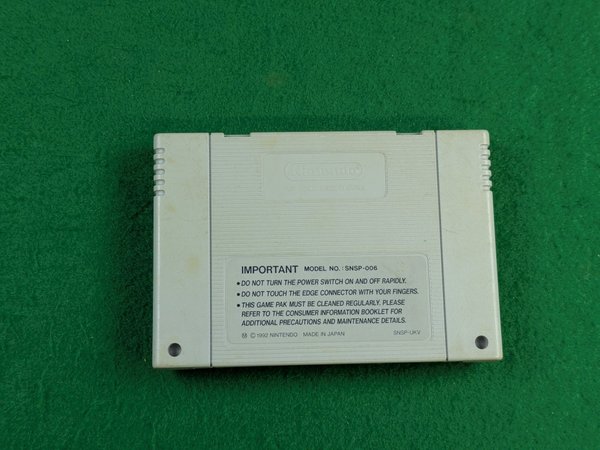 Nintendo
IMPORTANT MODEL NO. : SNSP-006
• DO NOT TURN THE POWER SWITCH ON AND OFF RAPIDLY.
• DO NOT TOUCH THE EDGE CONNECTOR WITH YOUR FINGERS.
• THIS GAME PAK MUST BE CLEANED REGULARLY. PLEASE
REFER TO THE CONSUMER INFORMATION BOOKLET FOR
ADDITIONAL PRECAUTIONS AND MAINTENANCE DETAILS.
Ⓜ © 1992 NINTENDO MADE IN JAPAN SNSP-UKV